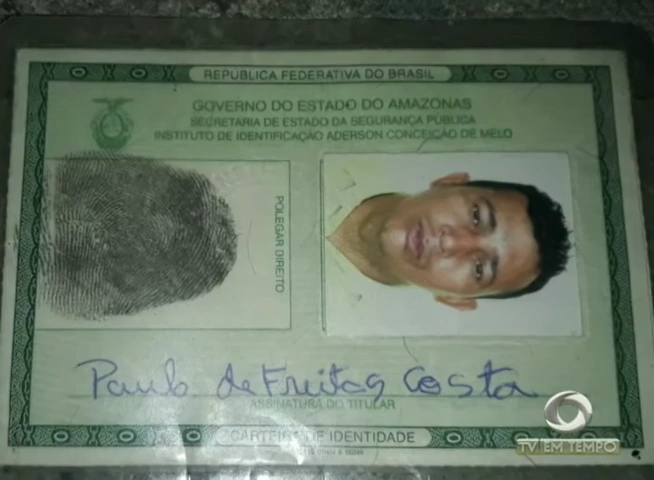 REPÚBLICA FEDERATIVA DO BRASIL
GOVERNO DO ESTADO DO AMAZONAS
SECRETARIA DE ESTADO DA SEGURANÇA PÚBLICA
INSTITUTO DE IDENTIFICAÇÃO ADERSON CONCEIÇÃO DE MELO
POLEGAR DIREITO
Paulo de Freitas Costa
ASSINATURA DO TITULAR
CARTEIRA DE IDENTIDADE
TV EM TEMPO